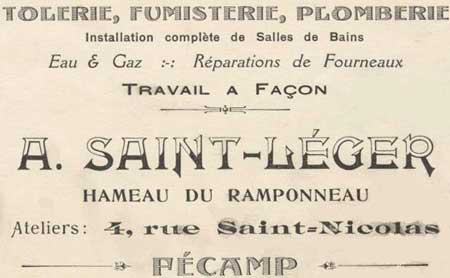 TOLERIE, FUMISTERIE, PLOMBERIE
Installation complète de Salles de Bains
Eau & Gaz :-: Réparations de Fourneaux
TRAVAIL A FAÇON
A. SAINT-LÉGER
HAMEAU DU RAMPONNEAU
Ateliers: 4, rue Saint-Nicolas
FÉCAMP